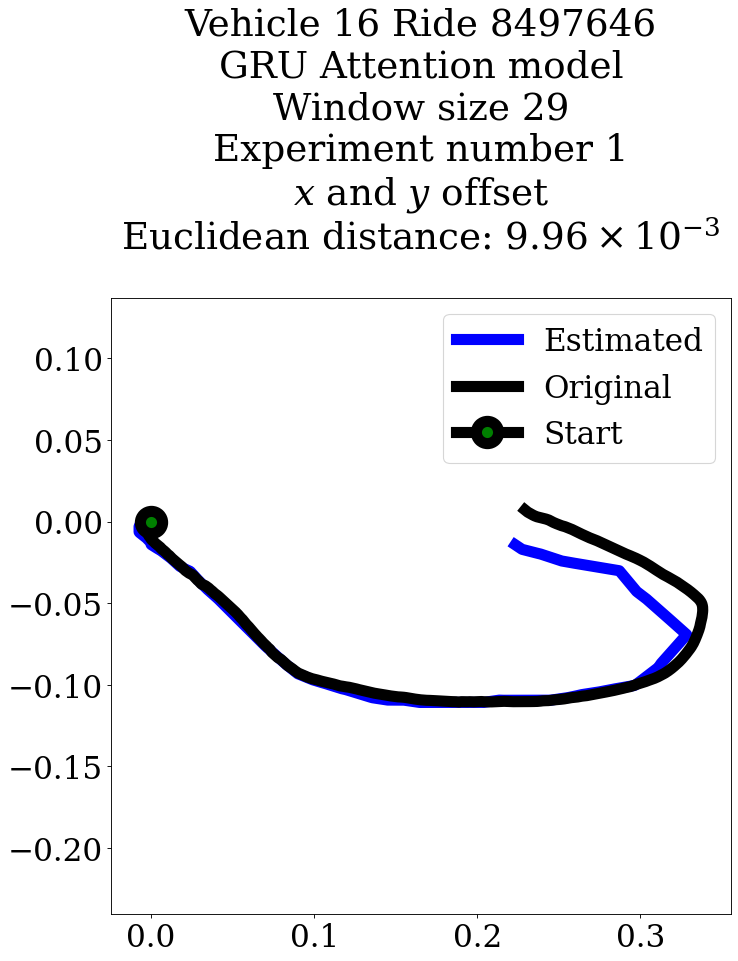 Vehicle 16 Ride 8497646
GRU Attention model
Window size 29
Experiment number 1
x and y offset
Euclidean distance: 9.96 × 10⁻³
Estimated
Original
Start
0.10
0.05
0.00
−0.05
−0.10
−0.15
−0.20
0.0 0.1 0.2 0.3